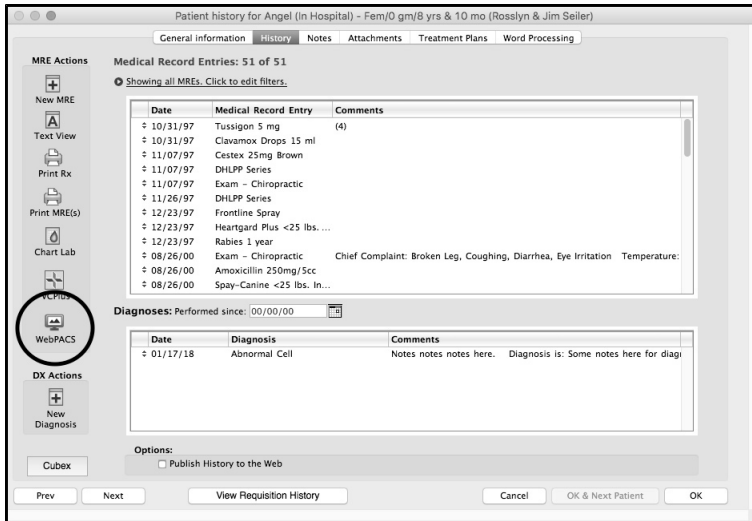 Patient history for Angel (In Hospital) - Fem/0 gm/8 yrs & 10 mo (Rosslyn & Jim Seiler)
General information History Notes Attachments Treatment Plans Word Processing
MRE Actions
New MRE
Text View
Print Rx
Print MRE(s)
Chart Lab
VCPlus
WebPACS
DX Actions
New
Diagnosis
Cubex
Medical Record Entries: 51 of 51
Showing all MREs. Click to edit filters.
Date Medical Record Entry Comments
10/31/97 Tussigon 5 mg (4)
10/31/97 Clavamox Drops 15 ml
11/07/97 Cestex 25mg Brown
11/07/97 DHLPP Series
11/07/97 Exam - Chiropractic
11/26/97 DHLPP Series
12/23/97 Frontline Spray
12/23/97 Heartgard Plus <25 lbs. ...
12/23/97 Rabies 1 year
08/26/00 Exam - Chiropractic Chief Complaint: Broken Leg, Coughing, Diarrhea, Eye Irritation Temperature:
08/26/00 Amoxicillin 250mg/5cc
08/26/00 Spay-Canine <25 lbs. In...
Diagnoses: Performed since: 00/00/00
Date Diagnosis Comments
01/17/18 Abnormal Cell Notes notes notes here. Diagnosis is: Some notes here for diagn
Options:
Publish History to the Web
Prev Next View Requisition History Cancel OK & Next Patient OK